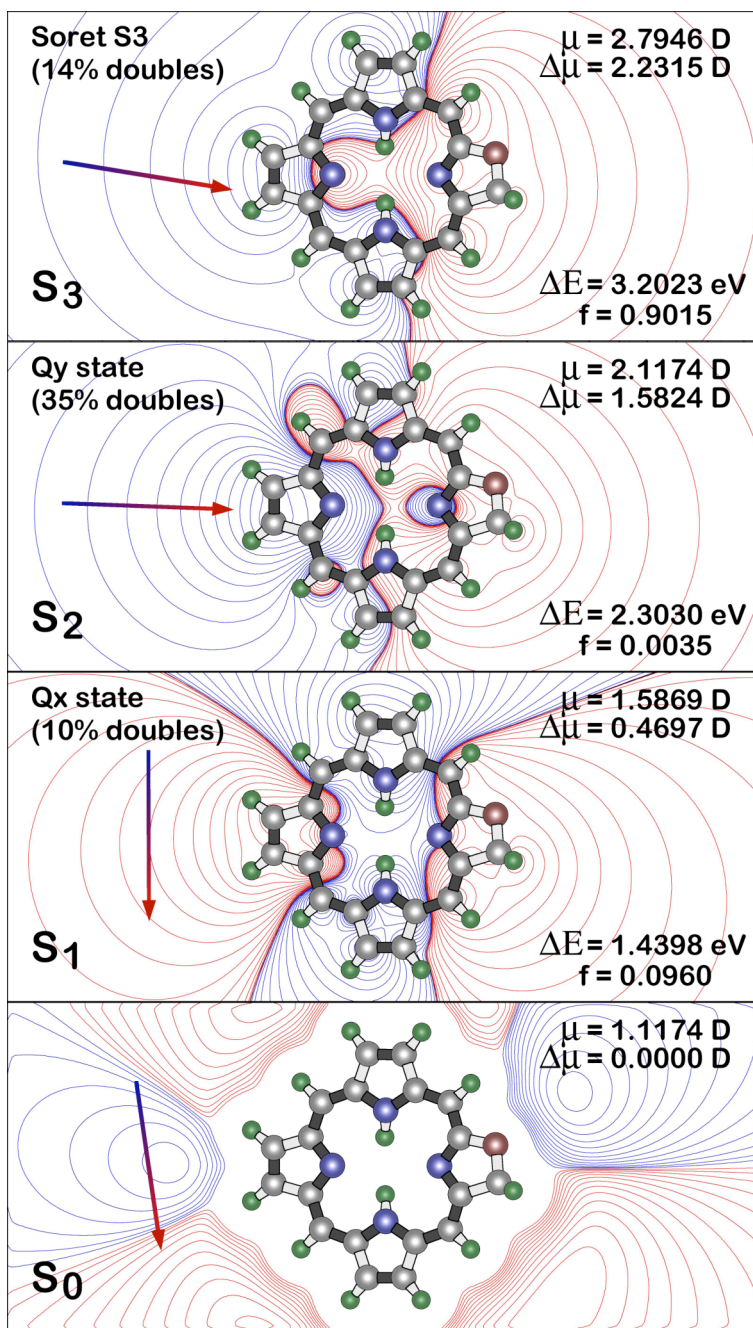 Soret S3
(14% doubles)
μ = 2.7946 D
Δμ = 2.2315 D
S3
ΔE = 3.2023 eV
f = 0.9015
Qy state
(35% doubles)
μ = 2.1174 D
Δμ = 1.5824 D
S2
ΔE = 2.3030 eV
f = 0.0035
Qx state
(10% doubles)
μ = 1.5869 D
Δμ = 0.4697 D
S1
ΔE = 1.4398 eV
f = 0.0960
μ = 1.1174 D
Δμ = 0.0000 D
S0